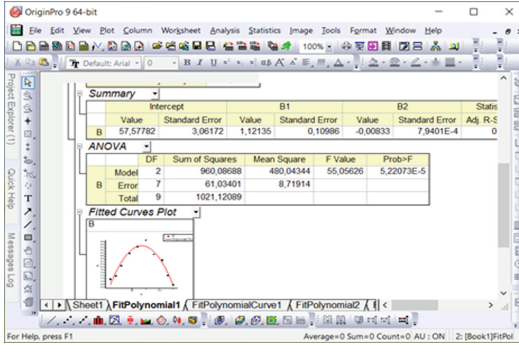 OriginPro 9 64-bit
File Edit View Plot Column Worksheet Analysis Statistics Image Tools Format Window Help
100%
Default: Arial 0 B I U
Project Explorer (1)
Quick Help
Messages Log
Summary
Intercept B1 B2 Statis
Value Standard Error Value Standard Error Value Standard Error Adj. R-S
B 57,57782 3,06172 1,12135 0,10986 -0,00833 7,9401E-4 0
ANOVA
DF Sum of Squares Mean Square F Value Prob>F
B Model 2 960,08688 480,04344 55,05626 5,22073E-5
Error 7 61,03401 8,71914
Total 9 1021,12089
Fitted Curves Plot
B
Sheet1 FitPolynomial1 FitPolynomialCurve1 FitPolynomial2
For Help, press F1 Average=0 Sum=0 Count=0 AU : ON 2: [Book1]FitPol